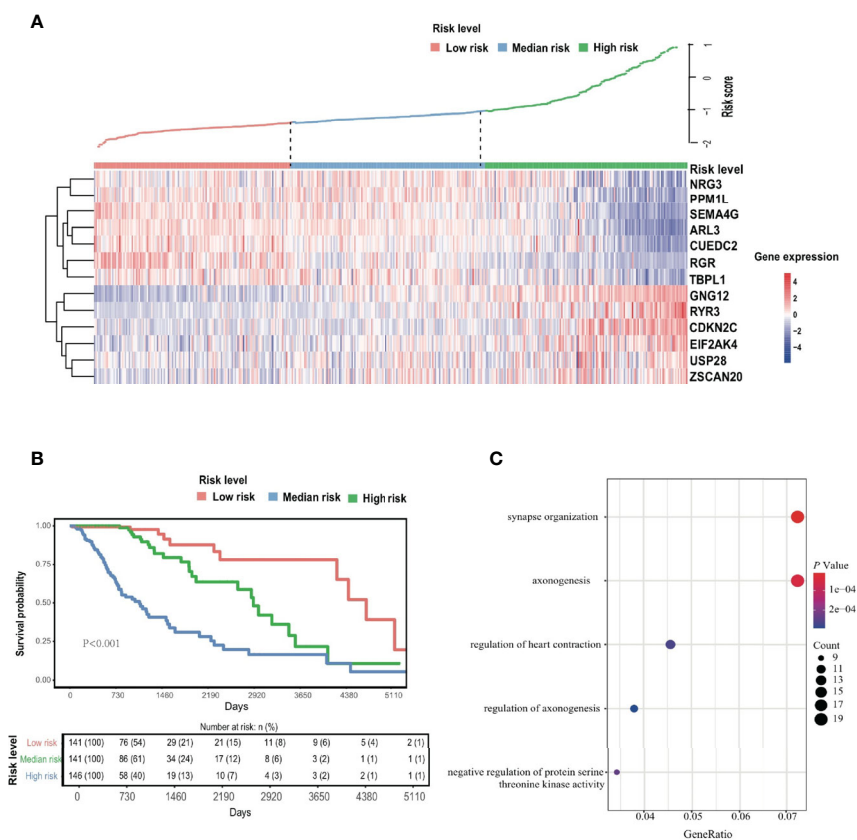 A
Risk level
Low risk Median risk High risk
1
0
-1
-2
Risk score
Risk level
NRG3
PPM1L
SEMA4G
ARL3
CUEDC2
RGR
TBPL1
GNG12
RYR3
CDKN2C
EIF2AK4
USP28
ZSCAN20
Gene expression
4
2
0
-2
-4
B
Risk level
Low risk Median risk High risk
1.00
0.75
0.50
0.25
0.00
Survival probability
P<0.001
0 730 1460 2190 2920 3650 4380 5110
Days
Number at risk: n (%)
Risk level
Low risk 141 (100) 76 (54) 29 (21) 21 (15) 11 (8) 9 (6) 5 (4) 2 (1)
Median risk 141 (100) 86 (61) 34 (24) 17 (12) 8 (6) 3 (2) 1 (1) 1 (1)
High risk 146 (100) 58 (40) 19 (13) 10 (7) 4 (3) 3 (2) 2 (1) 1 (1)
0 730 1460 2190 2920 3650 4380 5110
Days
C
synapse organization
axonogenesis
regulation of heart contraction
regulation of axonogenesis
negative regulation of protein serine
threonine kinase activity
0.04 0.05 0.06 0.07
GeneRatio
P Value
1e−04
2e−04
Count
9
11
13
15
17
19